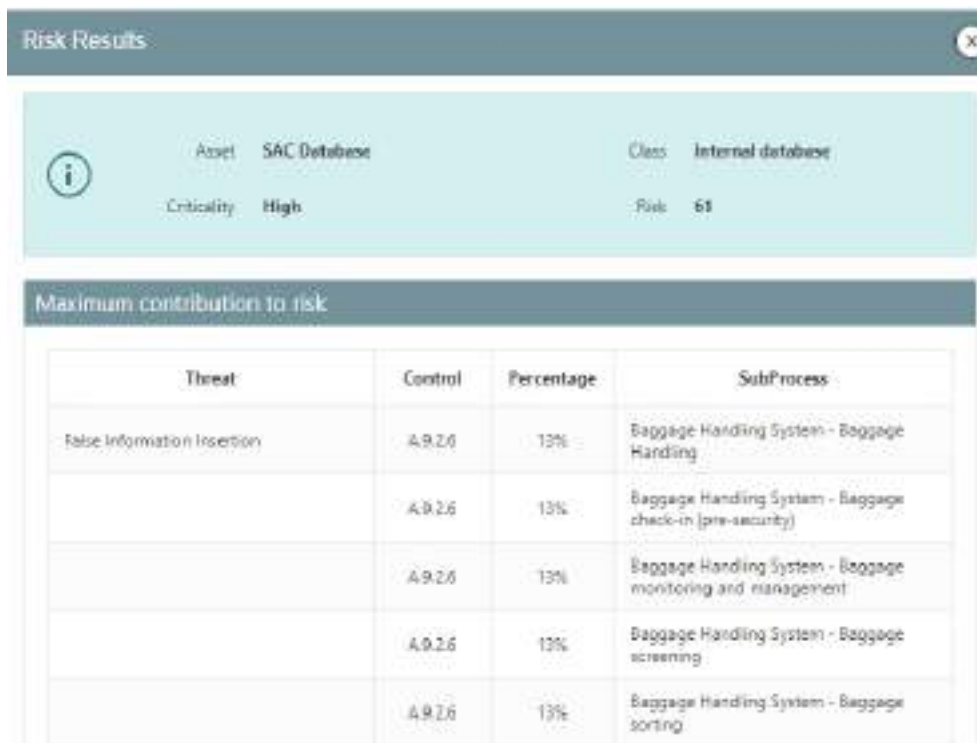 Risk Results
x
i
Asset SAC Database Class Internal database
Criticality High Risk 61
Maximum contribution to risk
Threat Control Percentage SubProcess
False Information Insertion A.9.2.6 13% Baggage Handling System - Baggage
Handling
A.9.2.6 13% Baggage Handling System - Baggage
check-in (pre-security)
A.9.2.6 13% Baggage Handling System - Baggage
monitoring and management
A.9.2.6 13% Baggage Handling System - Baggage
screening
A.9.2.6 13% Baggage Handling System - Baggage
sorting